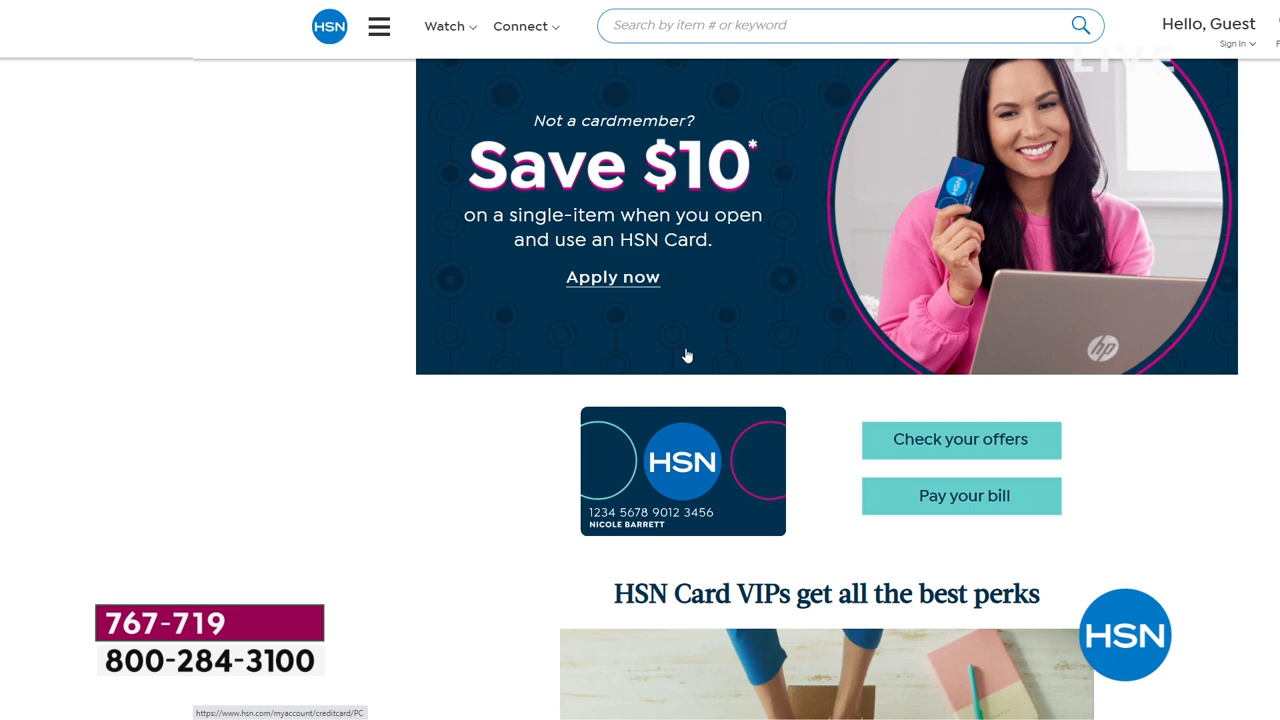 HSN
Watch
Connect
Search by item # or keyword
Hello, Guest
Sign In
F
LIVE
Not a cardmember?
Save $10*
on a single-item when you open
and use an HSN Card.
Apply now
HSN
hp
HSN
1234 5678 9012 3456
NICOLE BARRETT
Check your offers
Pay your bill
HSN Card VIPs get all the best perks
767-719
800-284-3100
HSN
https://www.hsn.com/myaccount/creditcard/PC